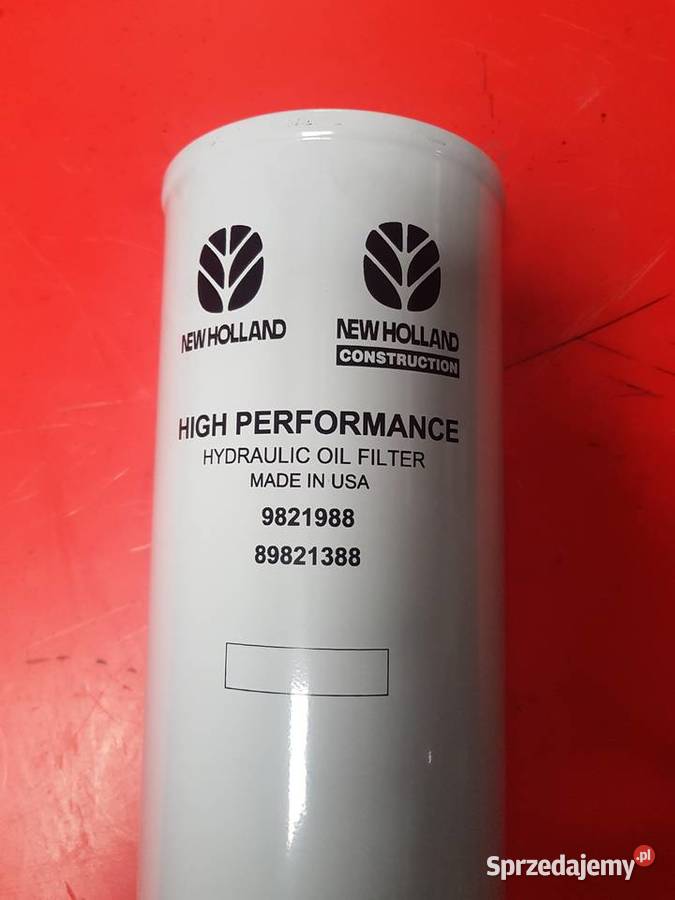 NEW HOLLAND
NEW HOLLAND
CONSTRUCTION
HIGH PERFORMANCE
HYDRAULIC OIL FILTER
MADE IN USA
9821988
89821388
Sprzedajemy.pl